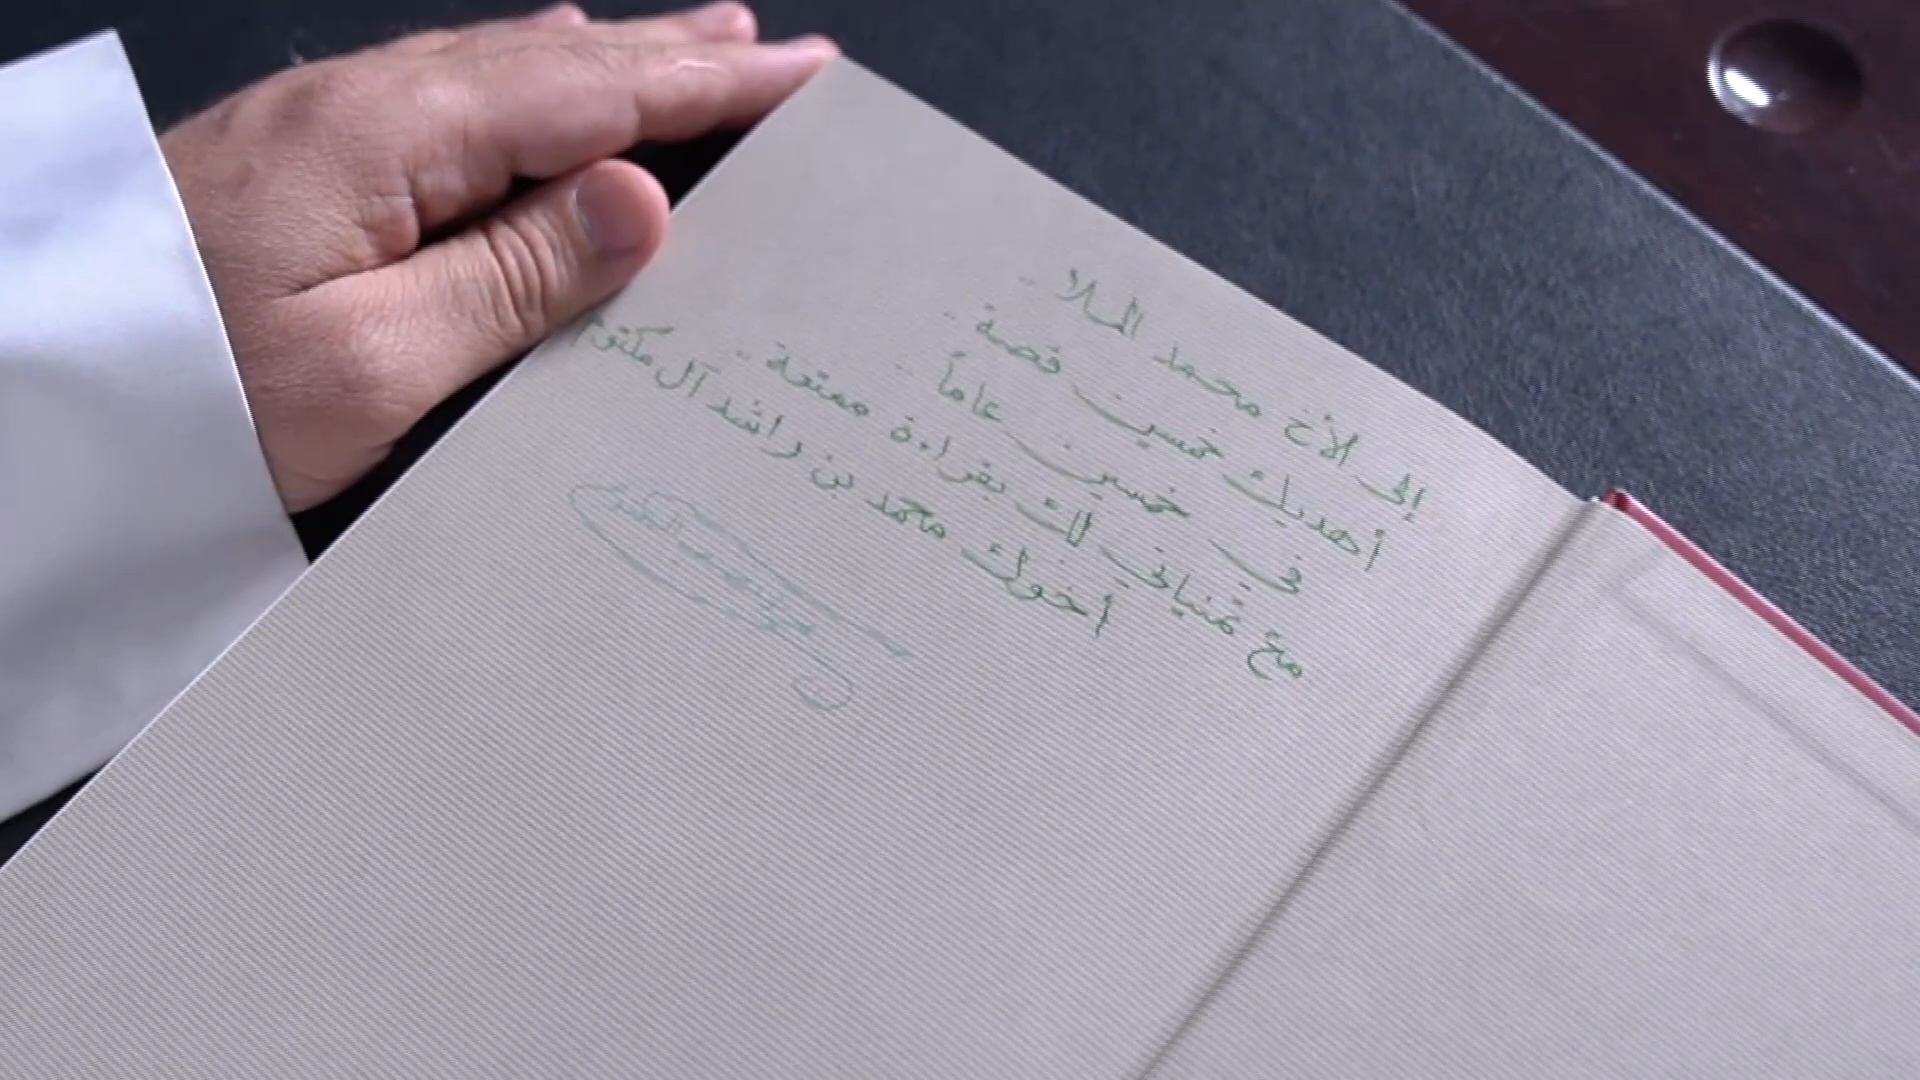 إلى الأخ محمد الملا ..
أهديك خمسين قصة ..
في خمسين عاماً ..
مع تمنياتي لك بقراءة ممتعة ..
أخوك محمد بن راشد آل مكتوم